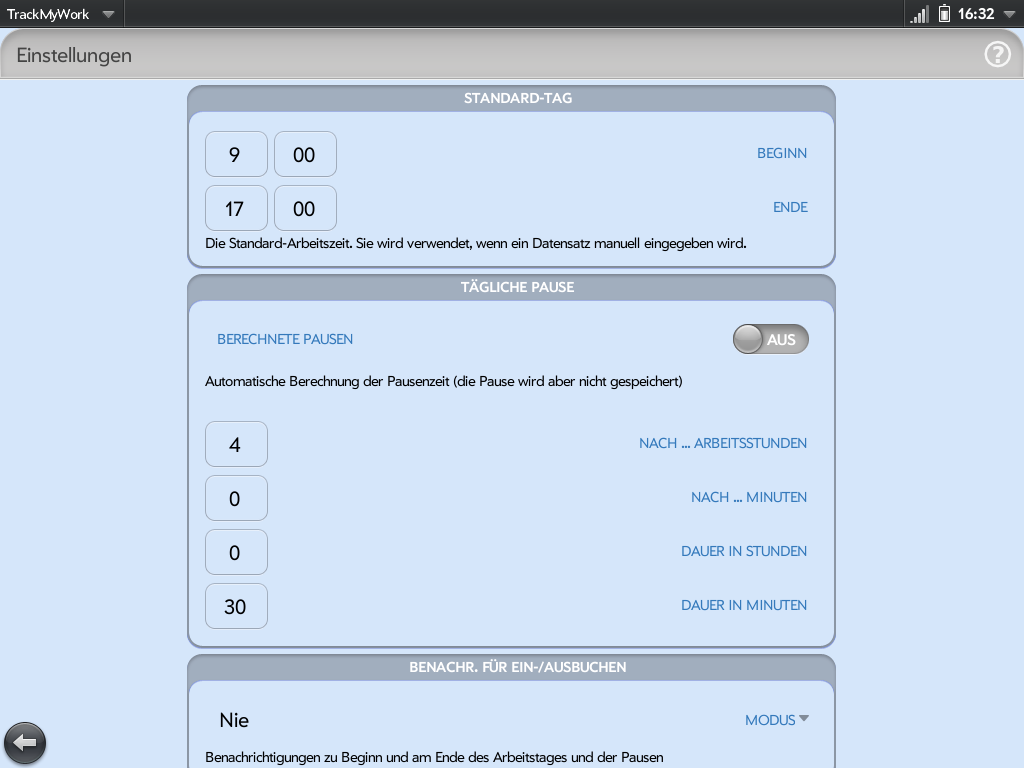 TrackMyWork 16:32
Einstellungen ?
STANDARD-TAG
9 00 BEGINN
17 00 ENDE
Die Standard-Arbeitszeit. Sie wird verwendet, wenn ein Datensatz manuell eingegeben wird.
TÄGLICHE PAUSE
BERECHNETE PAUSEN AUS
Automatische Berechnung der Pausenzeit (die Pause wird aber nicht gespeichert)
4 NACH ... ARBEITSSTUNDEN
0 NACH ... MINUTEN
0 DAUER IN STUNDEN
30 DAUER IN MINUTEN
BENACHR. FÜR EIN-/AUSBUCHEN
Nie MODUS
Benachrichtigungen zu Beginn und am Ende des Arbeitstages und der Pausen